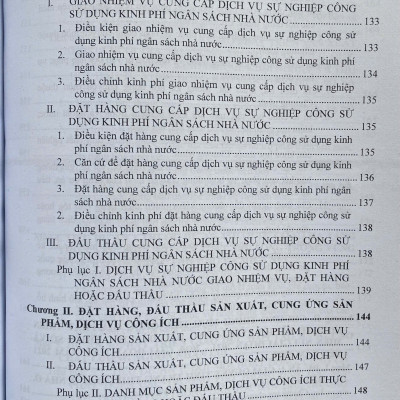 I. GIAO NHIỆM VỤ CUNG CẤP DỊCH VỤ SỰ NGHIỆP CÔNG
SỬ DỤNG KINH PHÍ NGÂN SÁCH NHÀ NƯỚC 133
1. Điều kiện giao nhiệm vụ cung cấp dịch vụ sự nghiệp công sử
dụng kinh phí ngân sách nhà nước 133
2. Giao nhiệm vụ cung cấp dịch vụ sự nghiệp công sử dụng kinh phí
ngân sách nhà nước 134
3. Điều chỉnh kinh phí giao nhiệm vụ cung cấp dịch vụ sự nghiệp
công sử dụng kinh phí ngân sách nhà nước 135
II. ĐẶT HÀNG CUNG CẤP DỊCH VỤ SỰ NGHIỆP CÔNG SỬ
DỤNG KINH PHÍ NGÂN SÁCH NHÀ NƯỚC 135
1. Điều kiện đặt hàng cung cấp dịch vụ sự nghiệp công sử dụng kinh
phí ngân sách nhà nước 135
2. Căn cứ để đặt hàng cung cấp dịch vụ sự nghiệp công sử dụng kinh
phí ngân sách nhà nước 136
3. Đặt hàng cung cấp dịch vụ sự nghiệp công sử dụng kinh phí ngân
sách nhà nước 137
2. Điều chỉnh kinh phí đặt hàng cung cấp dịch vụ sự nghiệp công sử
dụng kinh phí ngân sách nhà nước 138
III. ĐẤU THẦU CUNG CẤP DỊCH VỤ SỰ NGHIỆP CÔNG SỬ
DỤNG KINH PHÍ NGÂN SÁCH NHÀ NƯỚC 138
Phụ lục I. DỊCH VỤ SỰ NGHIỆP CÔNG SỬ DỤNG KINH PHÍ
NGÂN SÁCH NHÀ NƯỚC GIAO NHIỆM VỤ, ĐẶT HÀNG
HOẶC ĐẤU THẦU 139
Chương II. ĐẶT HÀNG, ĐẤU THẦU SẢN XUẤT, CUNG ỨNG SẢN
PHẨM, DỊCH VỤ CÔNG ÍCH 144
I. ĐẶT HÀNG SẢN XUẤT, CUNG ỨNG SẢN PHẨM, DỊCH VỤ
CÔNG ÍCH 144
II. ĐẤU THẦU SẢN XUẤT, CUNG ỨNG SẢN PHẨM, DỊCH VỤ
CÔNG ÍCH 147
Phụ lục II. DANH MỤC SẢN PHẨM, DỊCH VỤ CÔNG ÍCH THỰC
HOẶC ĐẤU THẦU 148